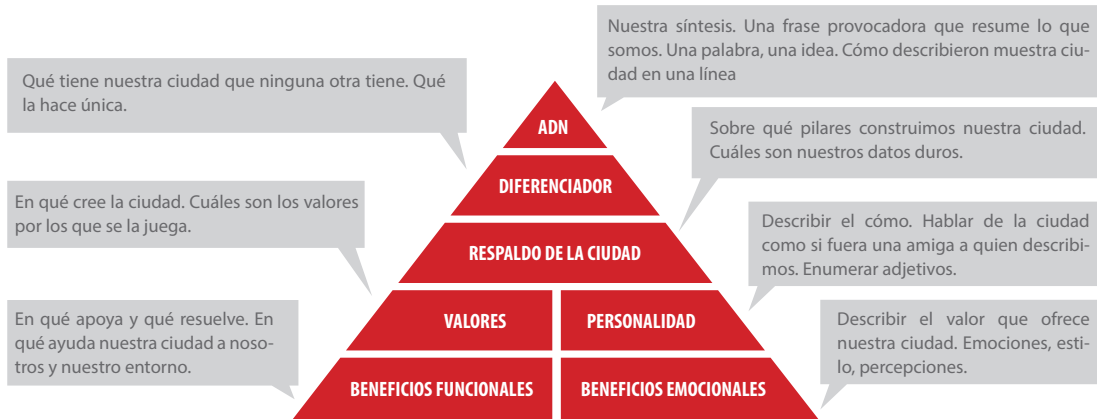 Nuestra síntesis. Una frase provocadora que resume lo que
somos. Una palabra, una idea. Cómo describieron muestra ciu-
dad en una línea
Qué tiene nuestra ciudad que ninguna otra tiene. Qué
la hace única.
ADN
Sobre qué pilares construimos nuestra ciudad.
Cuáles son nuestros datos duros.
DIFERENCIADOR
En qué cree la ciudad. Cuáles son los valores
por los que se la juega.
RESPALDO DE LA CIUDAD
Describir el cómo. Hablar de la ciudad
como si fuera una amiga a quien describi-
mos. Enumerar adjetivos.
VALORES
PERSONALIDAD
En qué apoya y qué resuelve. En
qué ayuda nuestra ciudad a noso-
tros y nuestro entorno.
Describir el valor que ofrece
nuestra ciudad. Emociones, esti-
lo, percepciones.
BENEFICIOS FUNCIONALES
BENEFICIOS EMOCIONALES